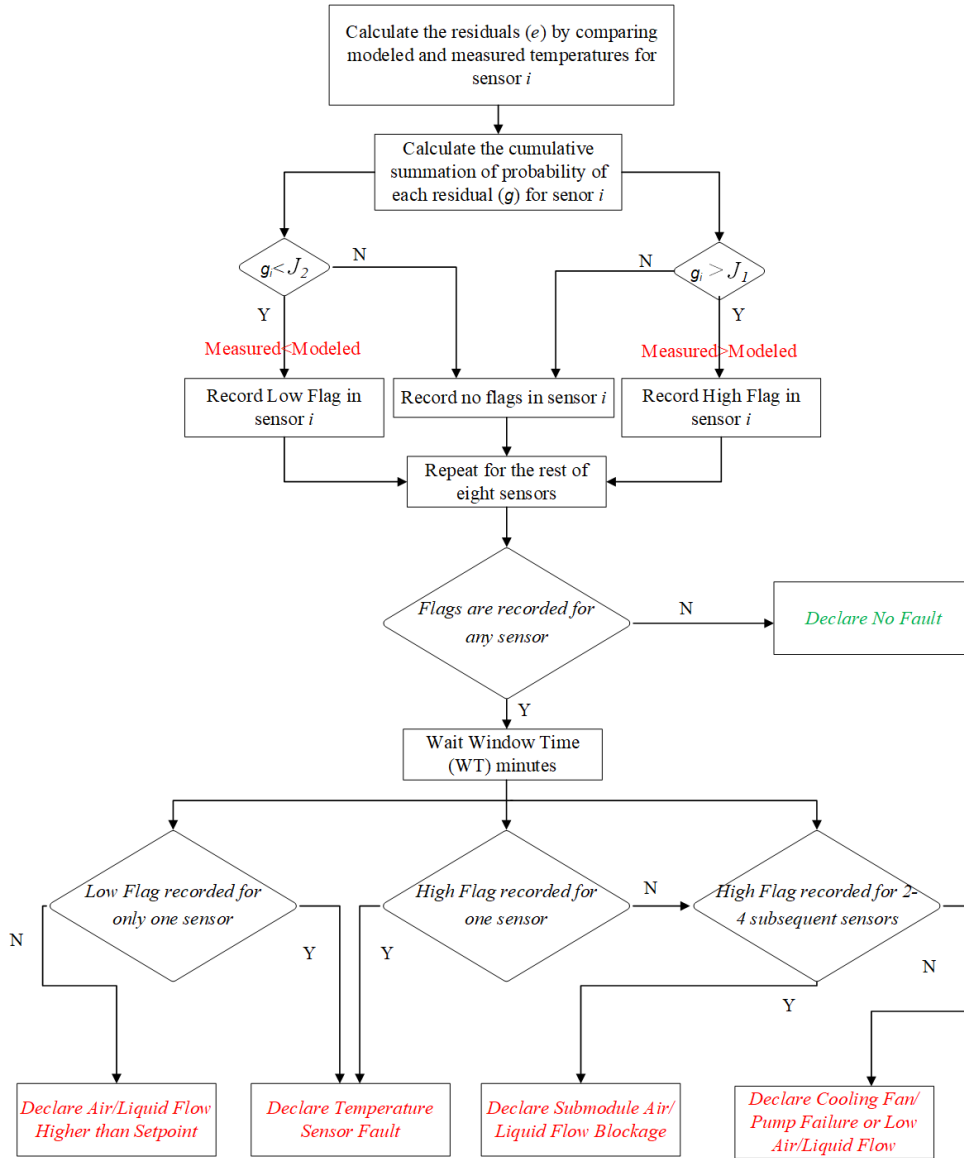 Calculate the residuals (e) by comparing
modeled and measured temperatures for
sensor i
Calculate the cumulative
summation of probability of
each residual (g) for senor i
gᵢ< J₂
N
N
gᵢ > J₁
Y
Y
Measured<Modeled
Measured>Modeled
Record Low Flag in
sensor i
Record no flags in sensor i
Record High Flag in
sensor i
Repeat for the rest of
eight sensors
Flags are recorded for
any sensor
N
Declare No Fault
Y
Wait Window Time
(WT) minutes
Low Flag recorded for
only one sensor
High Flag recorded for
one sensor
N
High Flag recorded for 2-
4 subsequent sensors
N
Y
Y
Y
N
Declare Air/Liquid Flow
Higher than Setpoint
Declare Temperature
Sensor Fault
Declare Submodule Air/
Liquid Flow Blockage
Declare Cooling Fan/
Pump Failure or Low
Air/Liquid Flow